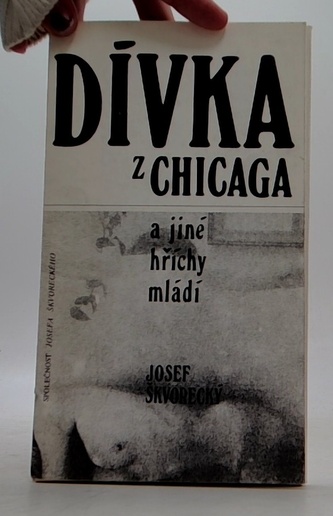 DÍVKA
Z CHICAGA
a jiné
hříchy
mládí
JOSEF
ŠKVORECKÝ
SPOLEČNOST JOSEFA ŠKVORECKÉHO